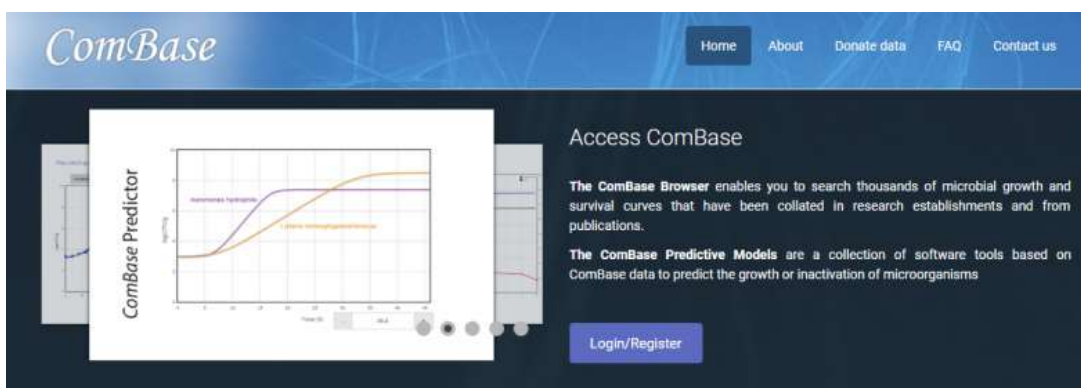 ComBase
Home About Donate data FAQ Contact us
ComBase Predictor
Aeromonas hydrophila
Access ComBase
The ComBase Browser enables you to search thousands of microbial growth and
survival curves that have been collated in research establishments and from
publications.
The ComBase Predictive Models are a collection of software tools based on
ComBase data to predict the growth or inactivation of microorganisms
Login/Register